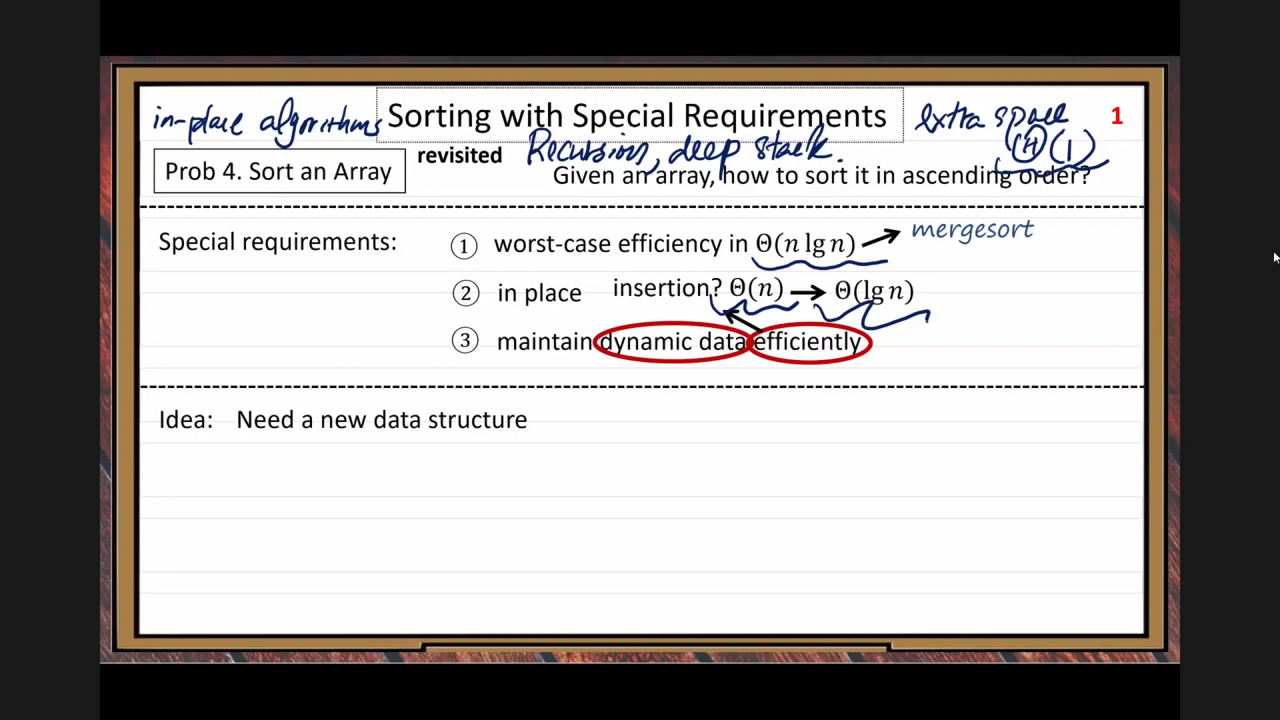 in-place algorithms Sorting with Special Requirements extra space 1
revisited Recursion, deep stack. Θ(1)
Prob 4. Sort an Array Given an array, how to sort it in ascending order?
Special requirements: ① worst-case efficiency in Θ(n lg n) → mergesort
② in place insertion? Θ(n) → Θ(lg n)
③ maintain dynamic data efficiently
Idea: Need a new data structure